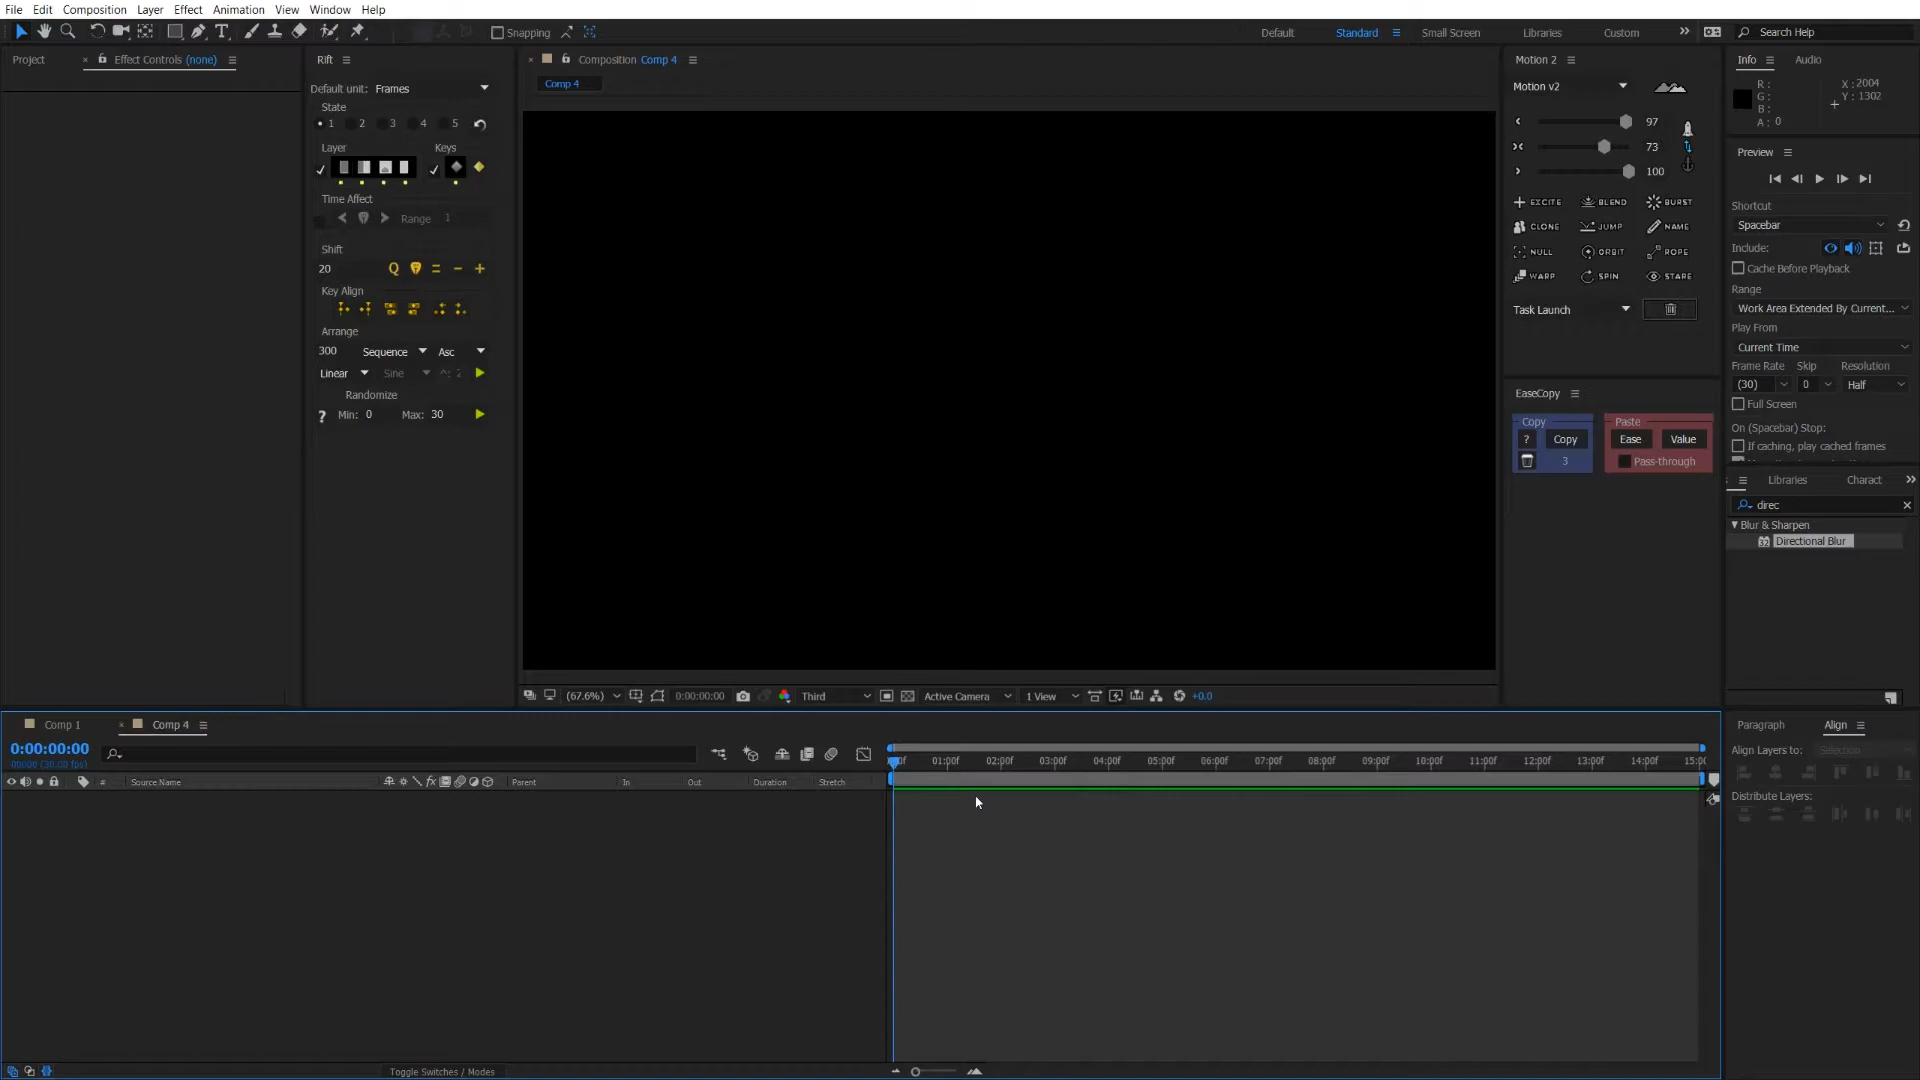 File Edit Composition Layer Effect Animation View Window Help
Snapping Default Standard Small Screen Libraries Custom Search Help
Project × Effect Controls (none)
Rift
× Composition Comp 4
Motion 2
Info Audio
Comp 4
Default unit: Frames
Motion v2
R:
G:
B:
A: 0
X: 2004
Y: 1302
State
1 2 3 4 5
97
Layer Keys
73
Preview
100
Time Affect
Range 1
Shortcut
Spacebar
EXCITE BLEND BURST
CLONE JUMP NAME
NULL ORBIT ROPE
WARP SPIN STARE
Include:
Cache Before Playback
Shift
20 Q
Range
Work Area Extended By Current...
Key Align
Task Launch
Play From
Current Time
Arrange
300 Sequence Asc
Linear Sine ^: 2
Frame Rate Skip Resolution
(30) 0 Half
Full Screen
Randomize
? Min: 0 Max: 30
EaseCopy
Copy Paste
? Copy Ease Value
3 Pass-through
On (Spacebar) Stop:
If caching, play cached frames
Libraries Charact
direc
Blur & Sharpen
Directional Blur
(67.6%) 0:00:00:00 Third Active Camera 1 View +0.0
Comp 1 × Comp 4
Paragraph Align
0:00:00:00
00000 (30.00 fps)
Align Layers to: Selection
01:00f 02:00f 03:00f 04:00f 05:00f 06:00f 07:00f 08:00f 09:00f 10:00f 11:00f 12:00f 13:00f 14:00f
# Source Name Parent In Out Duration Stretch
Distribute Layers:
Toggle Switches / Modes